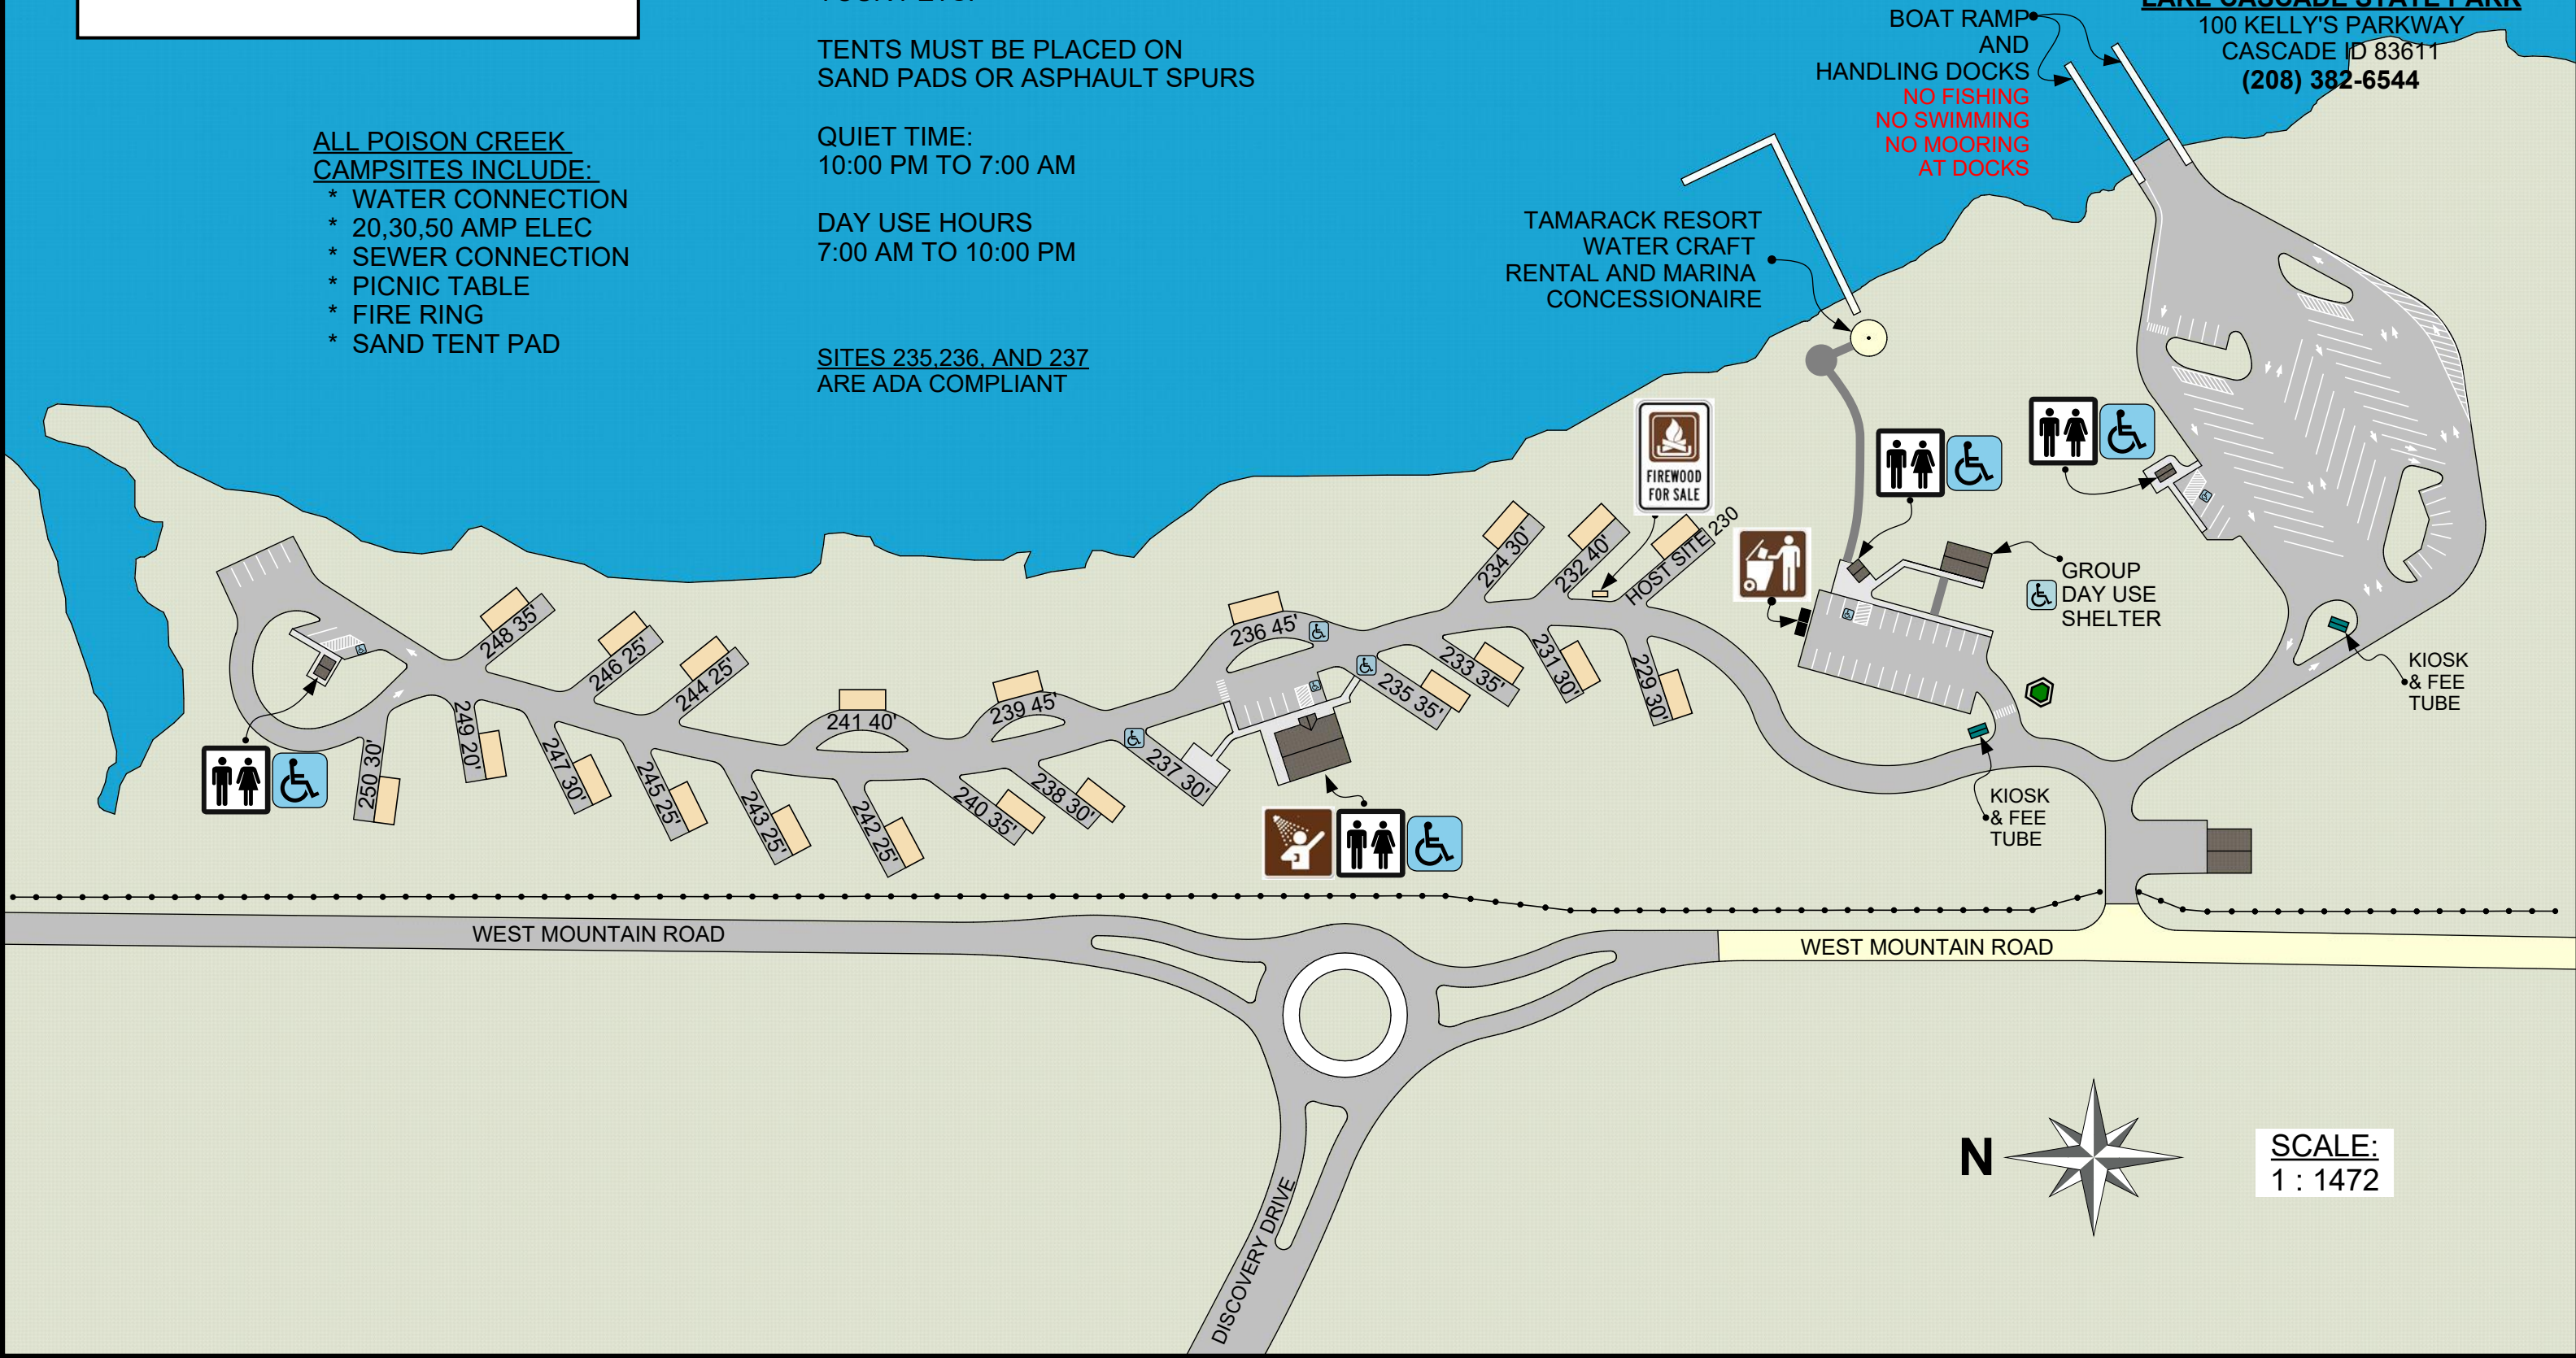 TENTS MUST BE PLACED ON
SAND PADS OR ASPHAULT SPURS
QUIET TIME:
10:00 PM TO 7:00 AM
DAY USE HOURS
7:00 AM TO 10:00 PM
SITES 235,236, AND 237
ARE ADA COMPLIANT
ALL POISON CREEK
CAMPSITES INCLUDE:
* WATER CONNECTION
* 20,30,50 AMP ELEC
* SEWER CONNECTION
* PICNIC TABLE
* FIRE RING
* SAND TENT PAD
BOAT RAMP
AND
HANDLING DOCKS
NO FISHING
NO SWIMMING
NO MOORING
AT DOCKS
LAKE CASCADE STATE PARK
100 KELLY'S PARKWAY
CASCADE ID 83611
(208) 382-6544
TAMARACK RESORT
WATER CRAFT
RENTAL AND MARINA
CONCESSIONAIRE
FIREWOOD
FOR SALE
HOST SITE 230
232 40'
234 30'
236 45'
239 45'
241 40'
244 25'
246 25'
248 35'
250 30'
249 20'
247 30'
245 25'
243 25'
242 25'
240 35'
238 30'
237 30'
235 35'
233 35'
231 30'
229 30'
GROUP
DAY USE
SHELTER
KIOSK
& FEE
TUBE
KIOSK
& FEE
TUBE
WEST MOUNTAIN ROAD
WEST MOUNTAIN ROAD
DISCOVERY DRIVE
N
SCALE:
1 : 1472